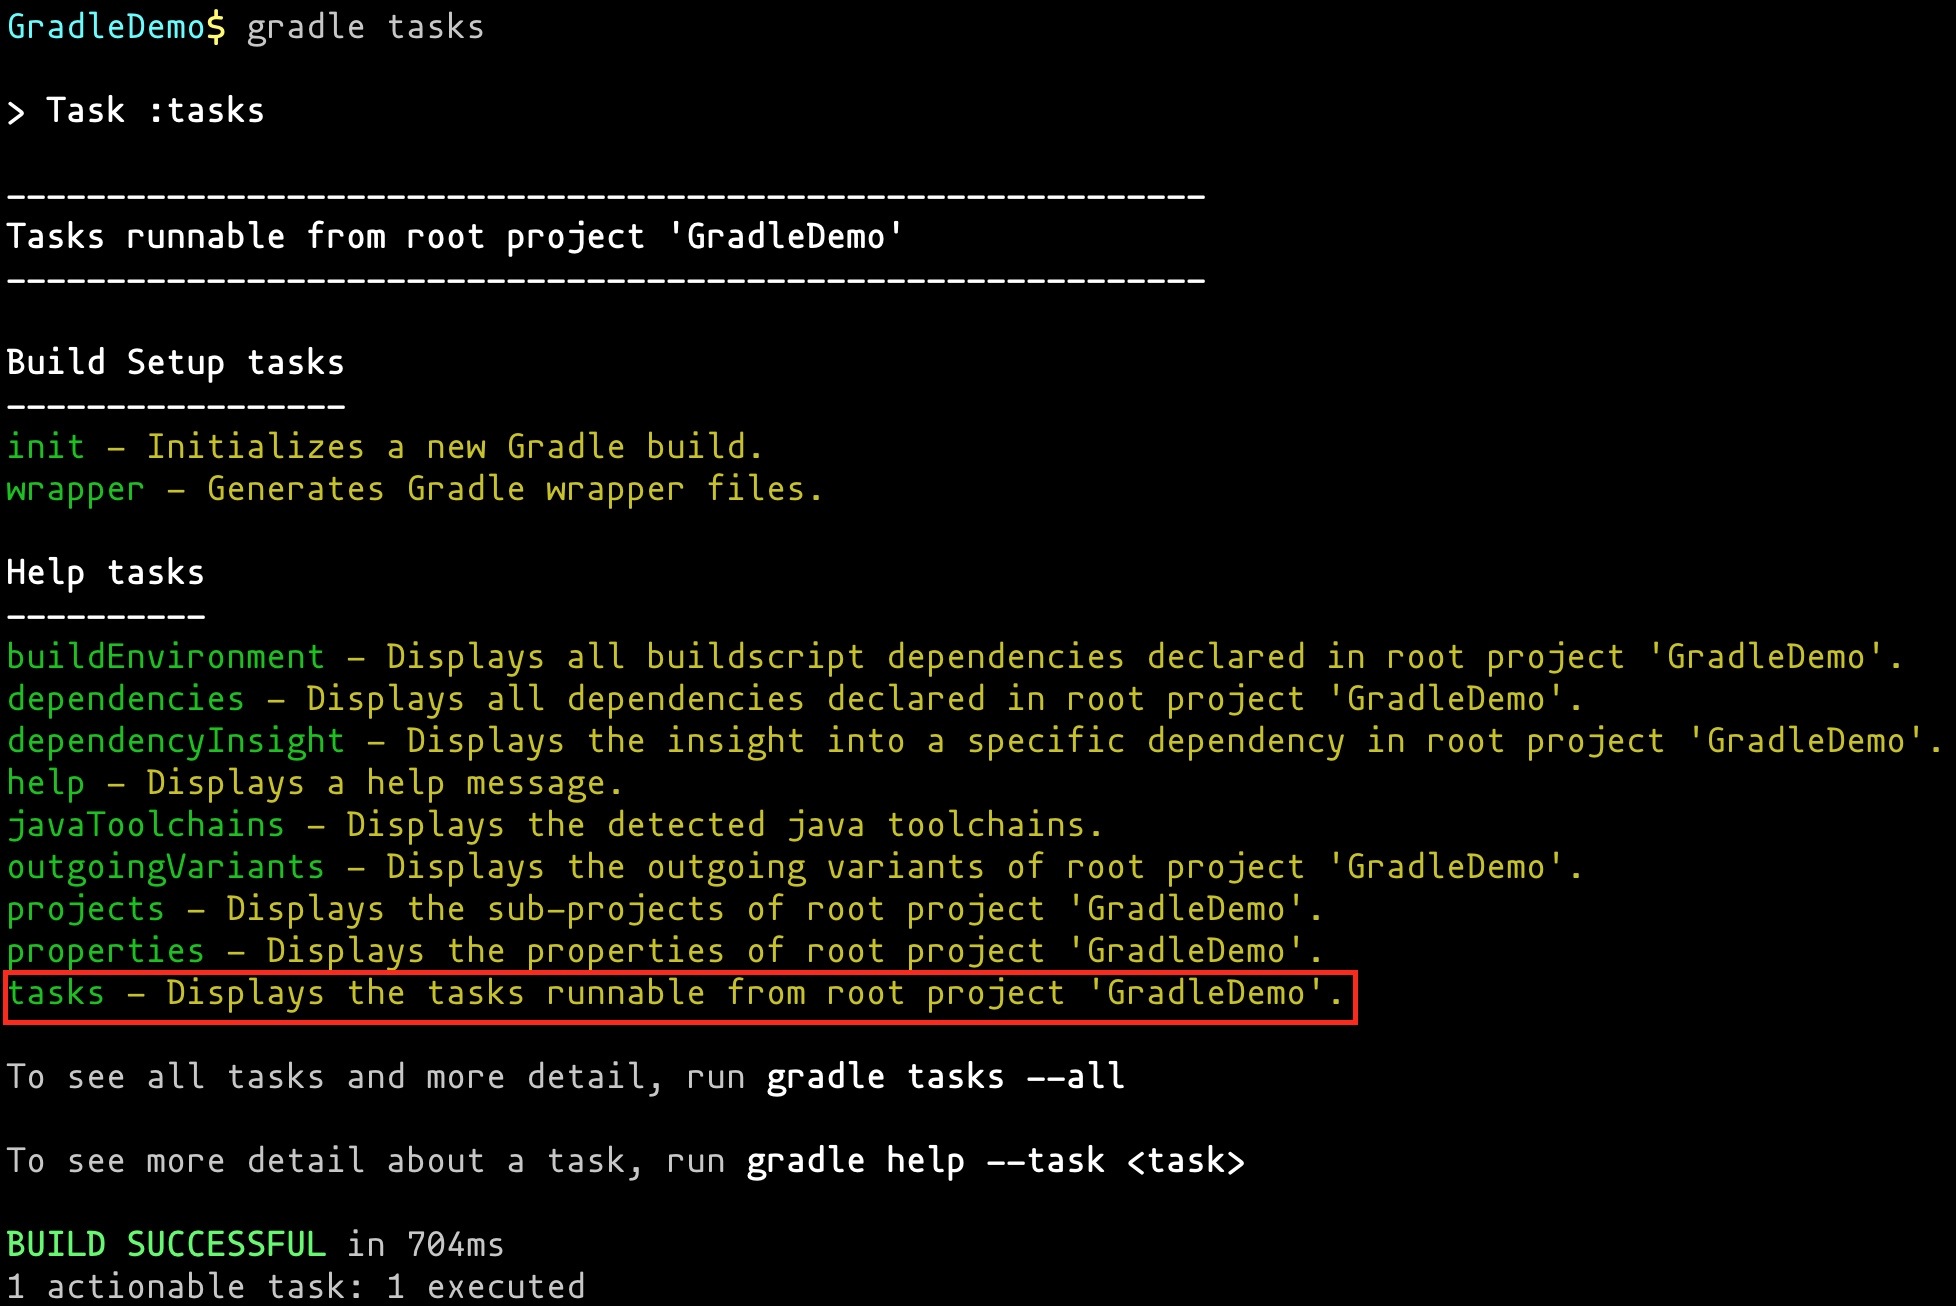 GradleDemo$ gradle tasks
> Task :tasks
------------------------------------------------------------
Tasks runnable from root project 'GradleDemo'
------------------------------------------------------------
Build Setup tasks
-----------------
init - Initializes a new Gradle build.
wrapper - Generates Gradle wrapper files.
Help tasks
----------
buildEnvironment - Displays all buildscript dependencies declared in root project 'GradleDemo'.
dependencies - Displays all dependencies declared in root project 'GradleDemo'.
dependencyInsight - Displays the insight into a specific dependency in root project 'GradleDemo'.
help - Displays a help message.
javaToolchains - Displays the detected java toolchains.
outgoingVariants - Displays the outgoing variants of root project 'GradleDemo'.
projects - Displays the sub-projects of root project 'GradleDemo'.
properties - Displays the properties of root project 'GradleDemo'.
tasks - Displays the tasks runnable from root project 'GradleDemo'.
To see all tasks and more detail, run gradle tasks --all
To see more detail about a task, run gradle help --task <task>
BUILD SUCCESSFUL in 704ms
1 actionable task: 1 executed